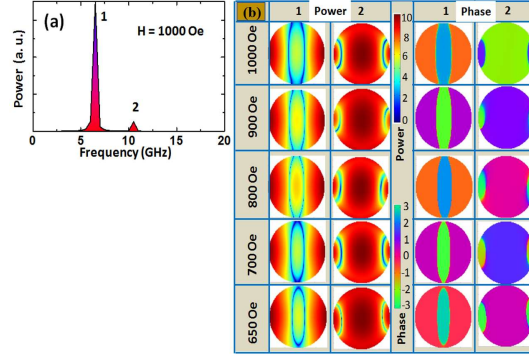 (a)
1
H = 1000 Oe
2
Power (a. u.)
0 5 10 15 20
Frequency (GHz)
(b) 1 Power 2 1 Phase 2
1000 Oe
900 Oe
800 Oe
700 Oe
550 Oe
10
8
6
4
2
0
Power
3
2
1
0
-1
-2
-3
Phase